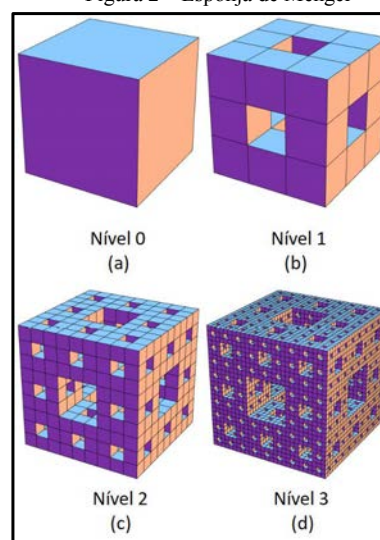 Figura 2 – Esponja de Menger
Nível 0
(a)
Nível 1
(b)
Nível 2
(c)
Nível 3
(d)